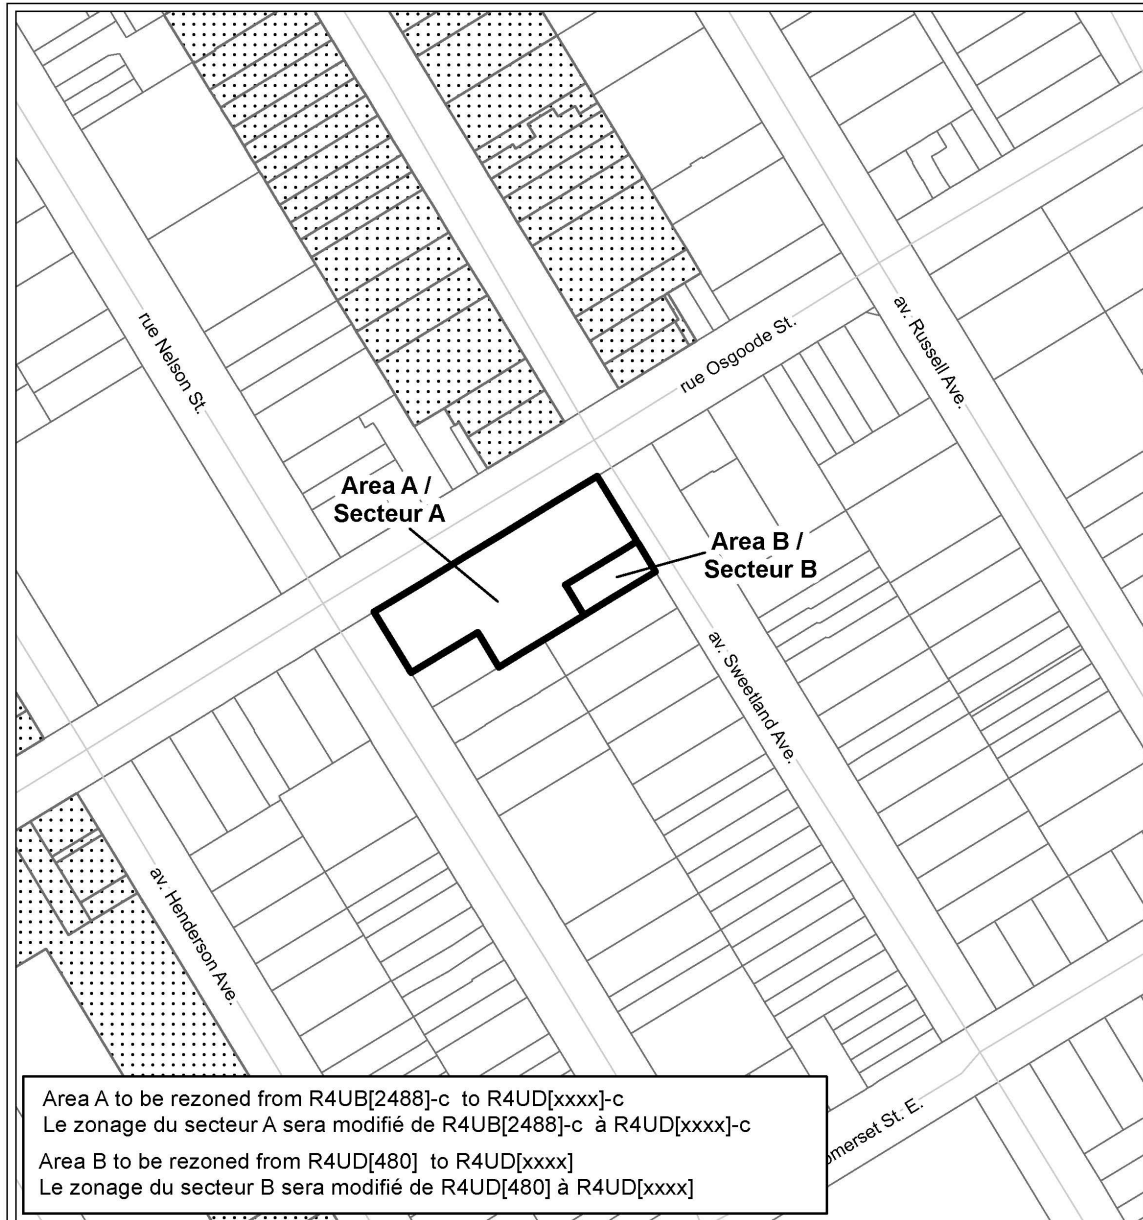 rue Nelson St.
rue Osgoode St.
av. Russell Ave.
Area A /
Secteur A
Area B /
Secteur B
av. Sweetland Ave.
av. Henderson Ave.
omerset St. E.
Area A to be rezoned from R4UB[2488]-c  to R4UD[xxxx]-c
Le zonage du secteur A sera modifié de R4UB[2488]-c  à R4UD[xxxx]-c
Area B to be rezoned from R4UD[480]  to R4UD[xxxx]
Le zonage du secteur B sera modifié de R4UD[480] à R4UD[xxxx]